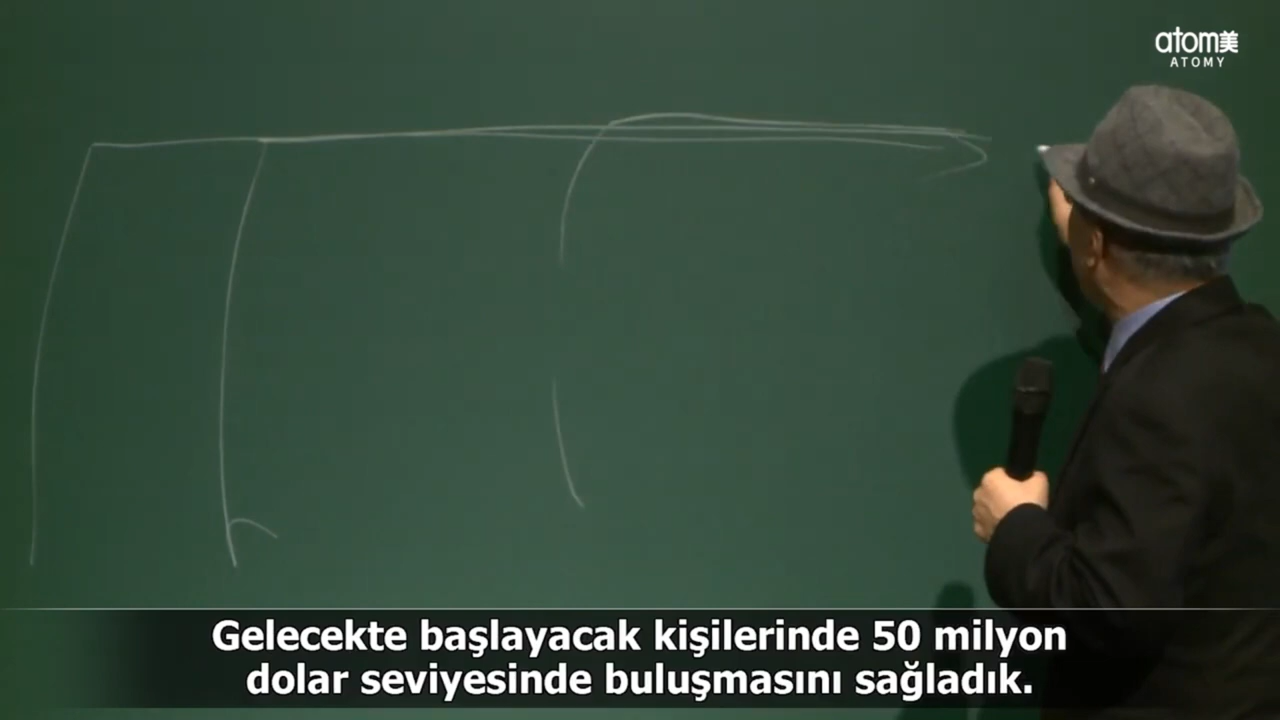 atom美
ATOMY
Gelecekte başlayacak kişilerinde 50 milyon
dolar seviyesinde buluşmasını sağladık.